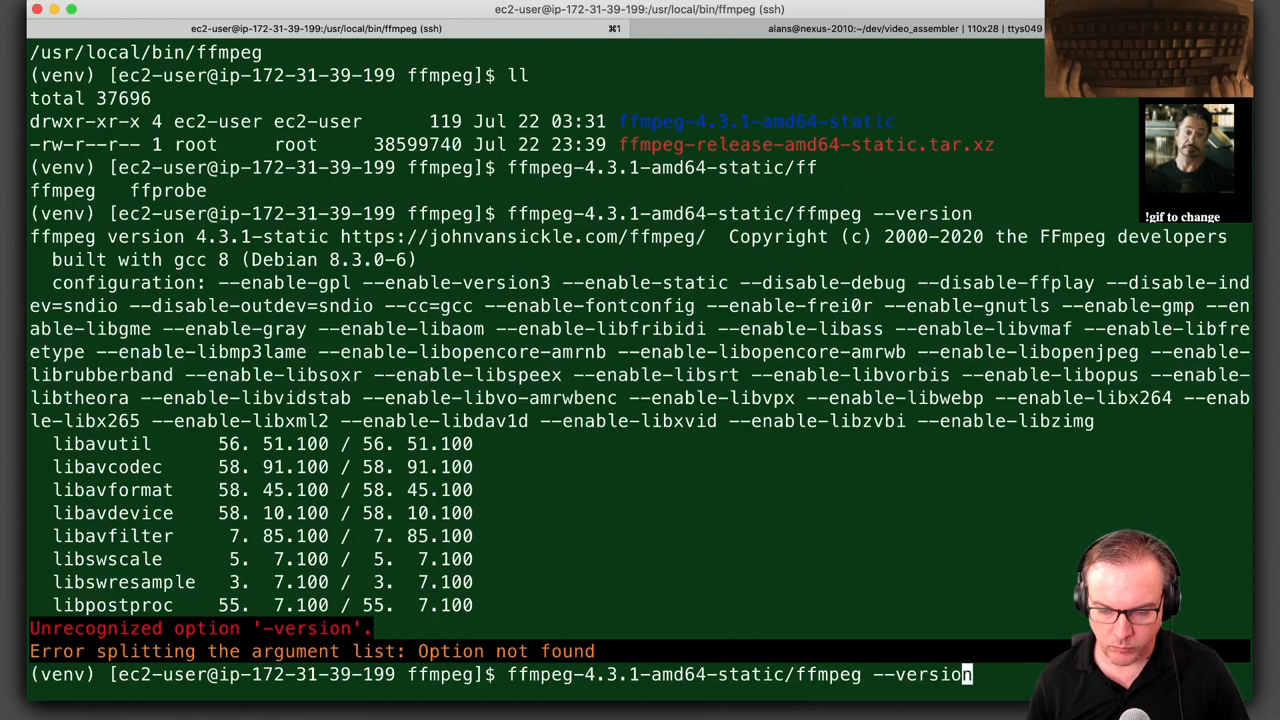 ec2-user@ip-172-31-39-199:/usr/local/bin/ffmpeg (ssh)
ec2-user@ip-172-31-39-199:/usr/local/bin/ffmpeg (ssh) ⌘1 alans@nexus-2010:~/dev/video_assembler | 110x28 | ttys049
/usr/local/bin/ffmpeg
(venv) [ec2-user@ip-172-31-39-199 ffmpeg]$ ll
total 37696
drwxr-xr-x 4 ec2-user ec2-user 119 Jul 22 03:31 ffmpeg-4.3.1-amd64-static
-rw-r--r-- 1 root root 38599740 Jul 22 23:39 ffmpeg-release-amd64-static.tar.xz
(venv) [ec2-user@ip-172-31-39-199 ffmpeg]$ ffmpeg-4.3.1-amd64-static/ff
ffmpeg ffprobe
!gif to change
(venv) [ec2-user@ip-172-31-39-199 ffmpeg]$ ffmpeg-4.3.1-amd64-static/ffmpeg --version
ffmpeg version 4.3.1-static https://johnvansickle.com/ffmpeg/ Copyright (c) 2000-2020 the FFmpeg developers
built with gcc 8 (Debian 8.3.0-6)
configuration: --enable-gpl --enable-version3 --enable-static --disable-debug --disable-ffplay --disable-ind
ev=sndio --disable-outdev=sndio --cc=gcc --enable-fontconfig --enable-frei0r --enable-gnutls --enable-gmp --en
able-libgme --enable-gray --enable-libaom --enable-libfribidi --enable-libass --enable-libvmaf --enable-libfre
etype --enable-libmp3lame --enable-libopencore-amrnb --enable-libopencore-amrwb --enable-libopenjpeg --enable-
librubberband --enable-libsoxr --enable-libspeex --enable-libsrt --enable-libvorbis --enable-libopus --enable-
libtheora --enable-libvidstab --enable-libvo-amrwbenc --enable-libvpx --enable-libwebp --enable-libx264 --enab
le-libx265 --enable-libxml2 --enable-libdav1d --enable-libxvid --enable-libzvbi --enable-libzimg
libavutil 56. 51.100 / 56. 51.100
libavcodec 58. 91.100 / 58. 91.100
libavformat 58. 45.100 / 58. 45.100
libavdevice 58. 10.100 / 58. 10.100
libavfilter 7. 85.100 / 7. 85.100
libswscale 5. 7.100 / 5. 7.100
libswresample 3. 7.100 / 3. 7.100
libpostproc 55. 7.100 / 55. 7.100
Unrecognized option '-version'.
Error splitting the argument list: Option not found
(venv) [ec2-user@ip-172-31-39-199 ffmpeg]$ ffmpeg-4.3.1-amd64-static/ffmpeg --version